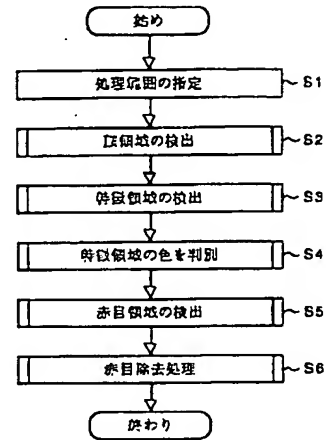 始め
処理範囲の指定 S1
領域の検出 S2
特徴領域の検出 S3
特徴領域の色を判別 S4
赤目領域の検出 S5
赤目除去処理 S6
終わり